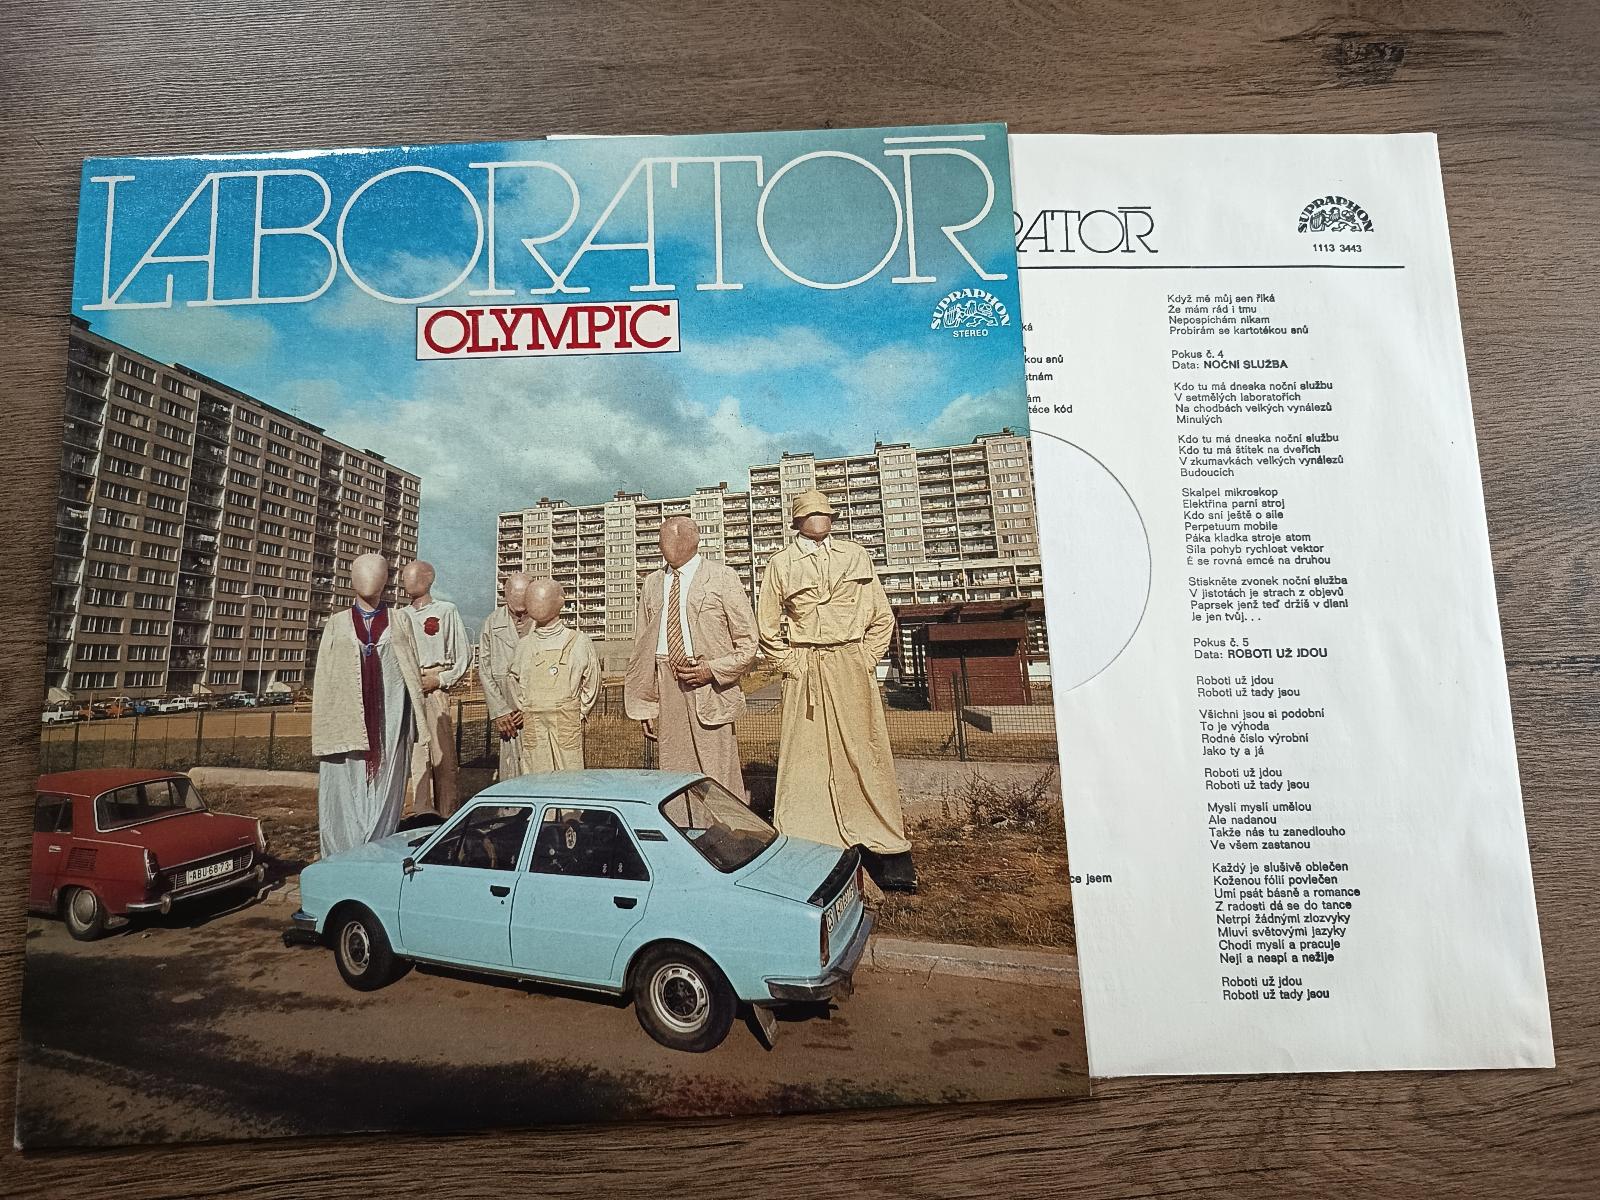 LABORATOŘ
OLYMPIC
SUPRAPHON
STEREO
ABU-68-73
RATOŘ
SUPRAPHON
1113 3443
ká
kou snů
stnám
ám
téce kód
ce jsem
Když mě můj sen říká
Že mám rád i tmu
Nepospíchám nikam
Probírám se kartotékou snů
Pokus č. 4
Data: NOČNÍ SLUŽBA
Kdo tu má dneska noční službu
V setmělých laboratořích
Na chodbách velkých vynálezů
Minulých
Kdo tu má dneska noční službu
Kdo tu má štítek na dveřích
V zkumavkách velkých vynálezů
Budoucích
Skalpel mikroskop
Elektřina parní stroj
Kdo sní ještě o síle
Perpetuum mobile
Páka kladka stroje atom
Síla pohyb rychlost vektor
É se rovná emcé na druhou
Stiskněte zvonek noční služba
V jistotách je strach z objevů
Paprsek jenž teď držíš v dlani
Je jen tvůj...
Pokus č. 5
Data: ROBOTI UŽ JDOU
Roboti už jdou
Roboti už tady jsou
Všichni jsou si podobni
To je výhoda
Rodné číslo výrobní
Jako ty a já
Roboti už jdou
Roboti už tady jsou
Myslí myslí umělou
Ale nadanou
Takže nás tu zanedlouho
Ve všem zastanou
Každý je slušivě oblečen
Koženou fólií povlečen
Umí psát básně a romance
Z radosti dá se do tance
Netrpí žádnými zlozvyky
Mluví světovými jazyky
Chodí myslí a pracuje
Nejí a nespí a nežije
Roboti už jdou
Roboti už tady jsou